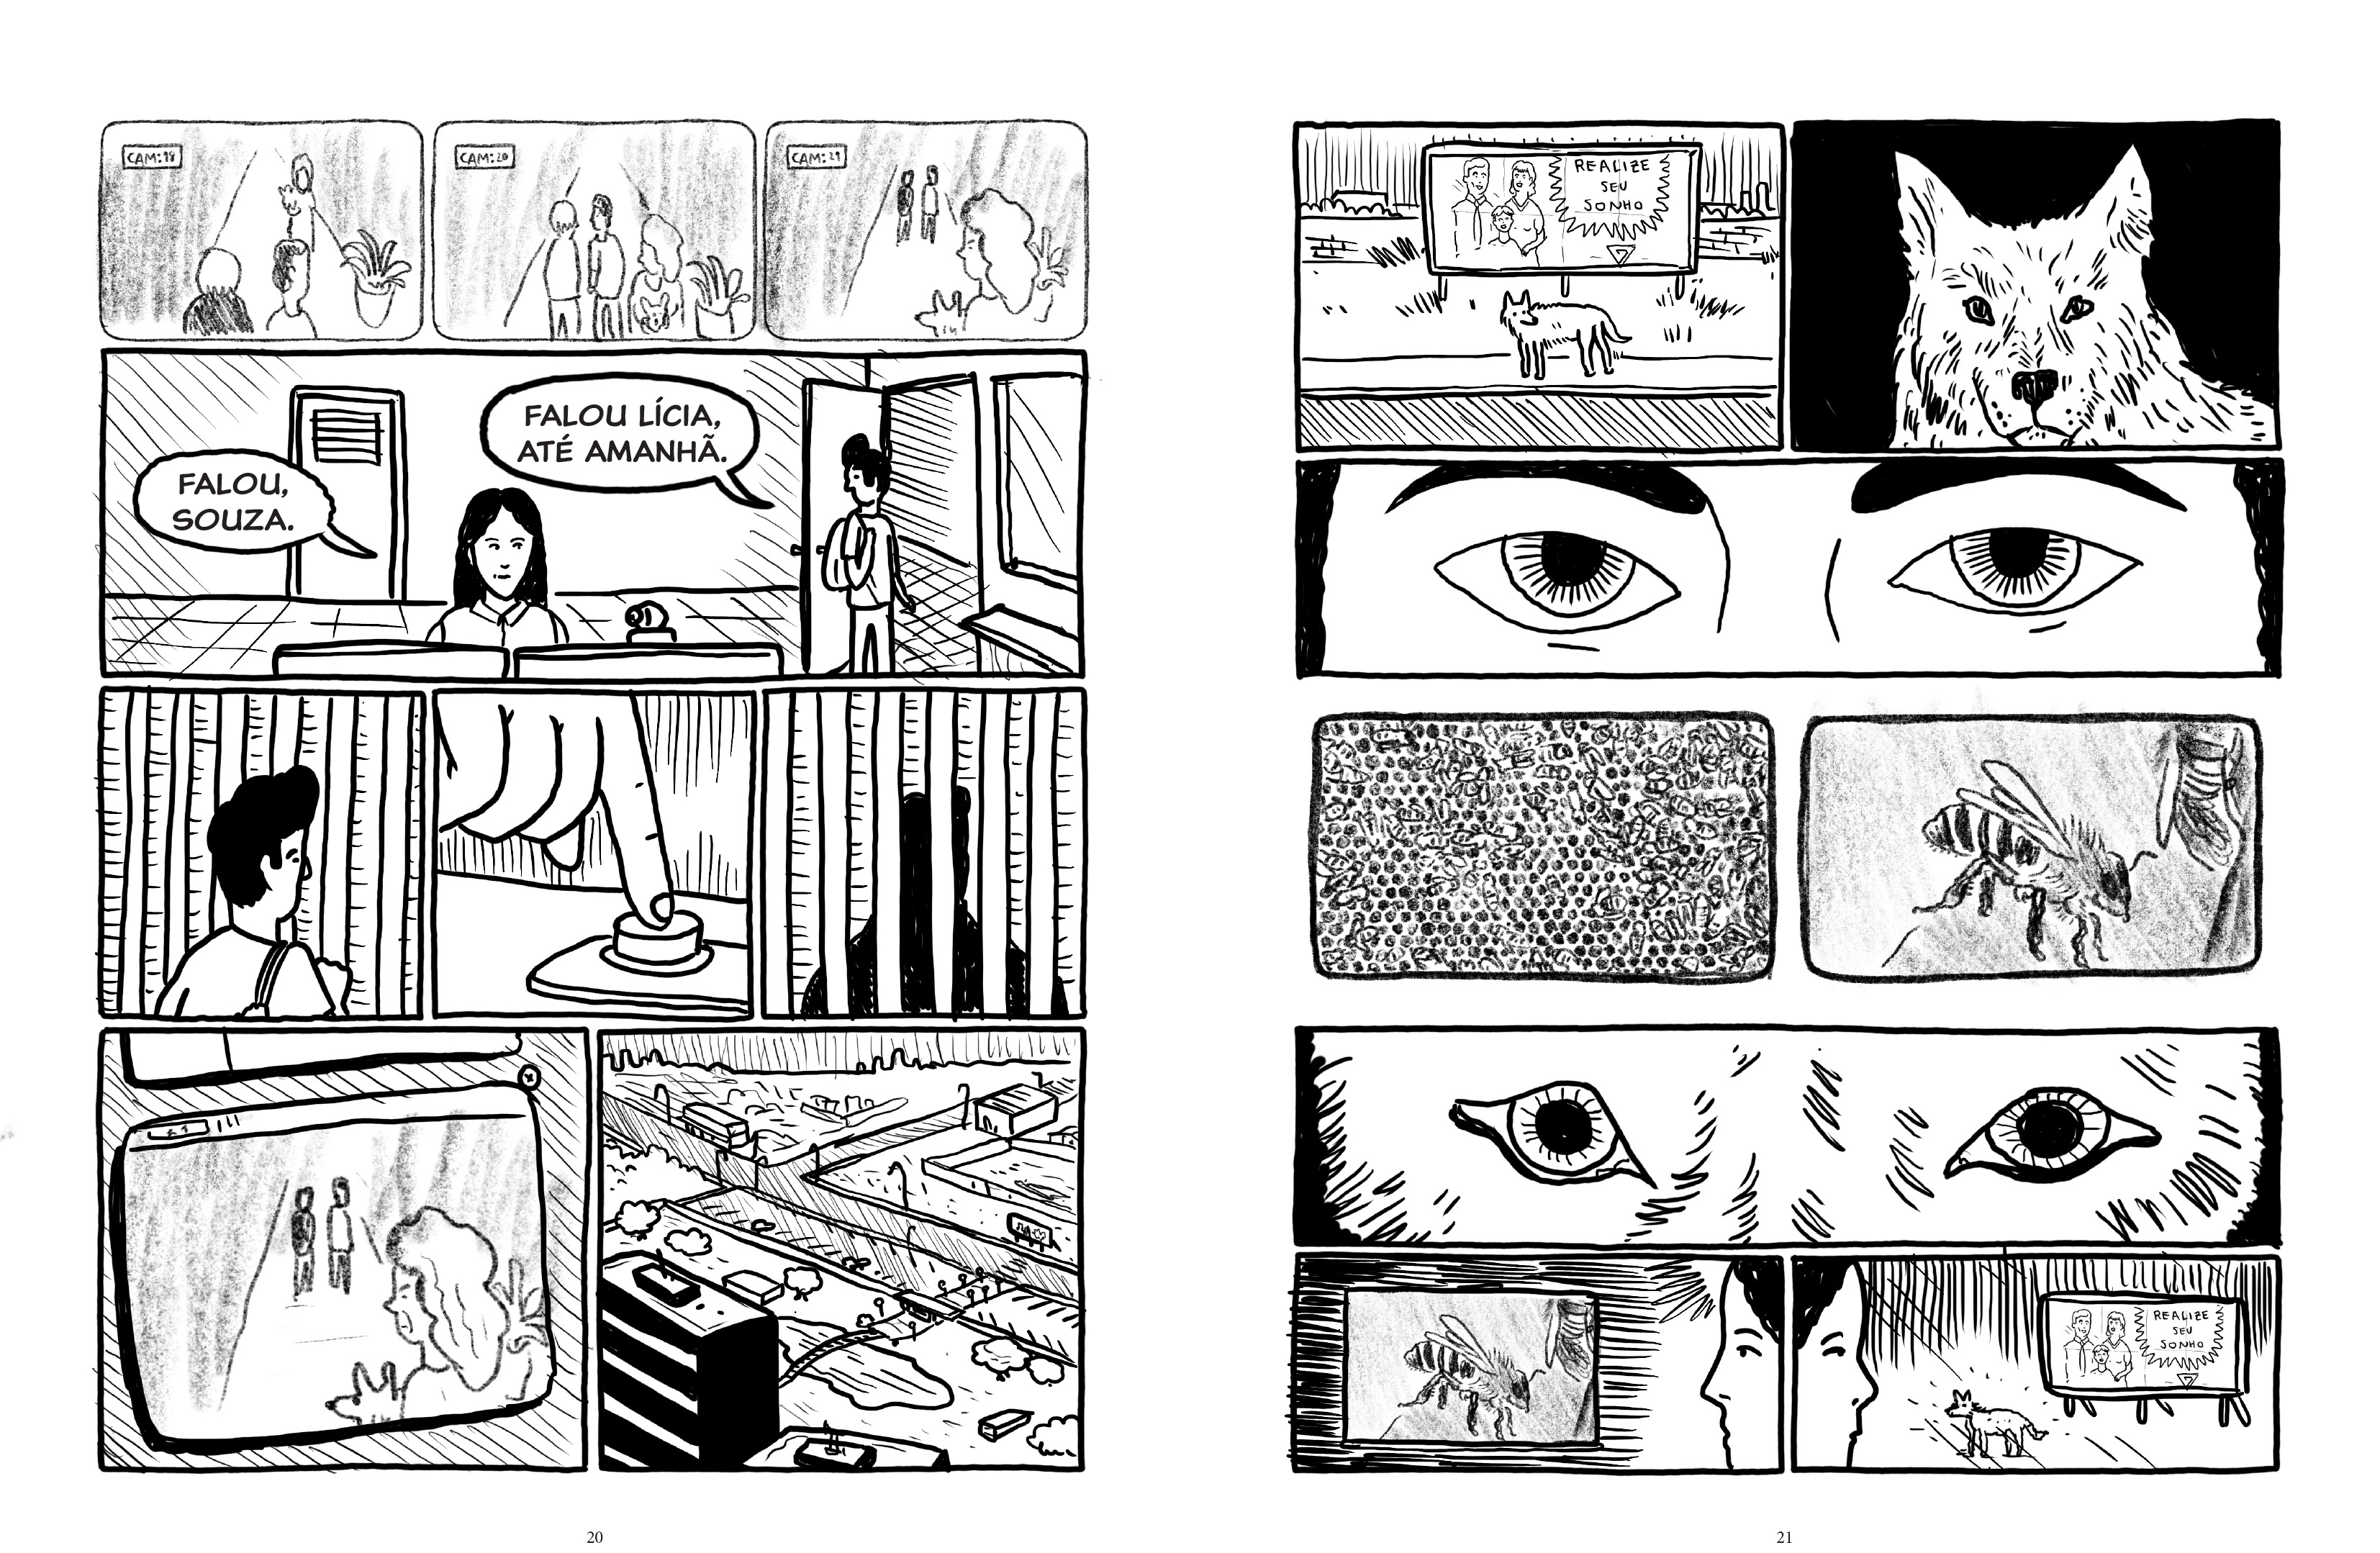 CAM:18
CAM:20
CAM:21
FALOU LÍCIA,
ATÉ AMANHÃ.
FALOU,
SOUZA.
20
REALIZE
SEU
SONHO
REALIZE
SEU
SONHO
21